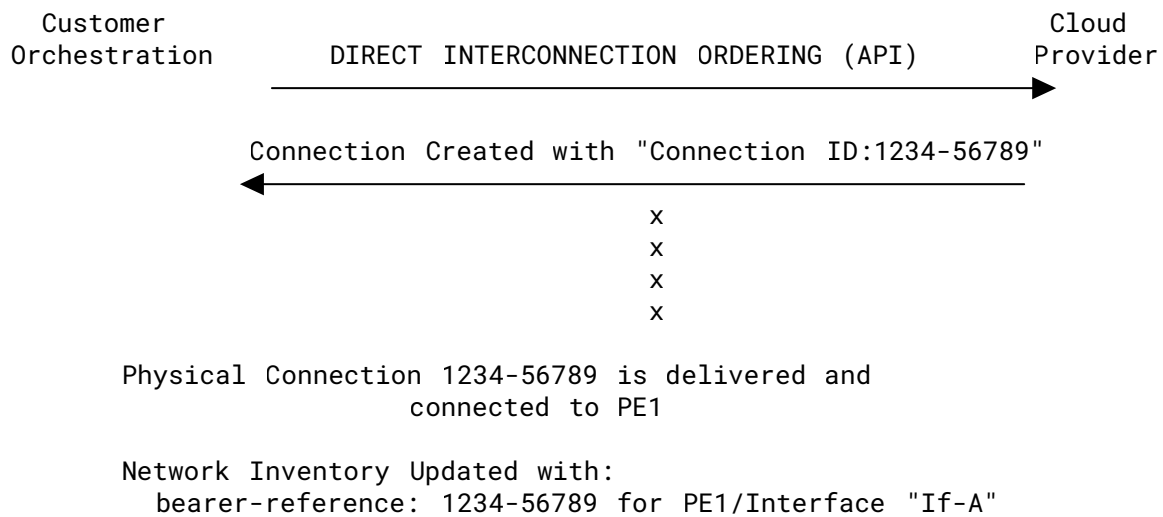 Customer Cloud
Orchestration DIRECT INTERCONNECTION ORDERING (API) Provider
Connection Created with "Connection ID:1234-56789"
x
x
x
x
Physical Connection 1234-56789 is delivered and
connected to PE1
Network Inventory Updated with:
bearer-reference: 1234-56789 for PE1/Interface "If-A"